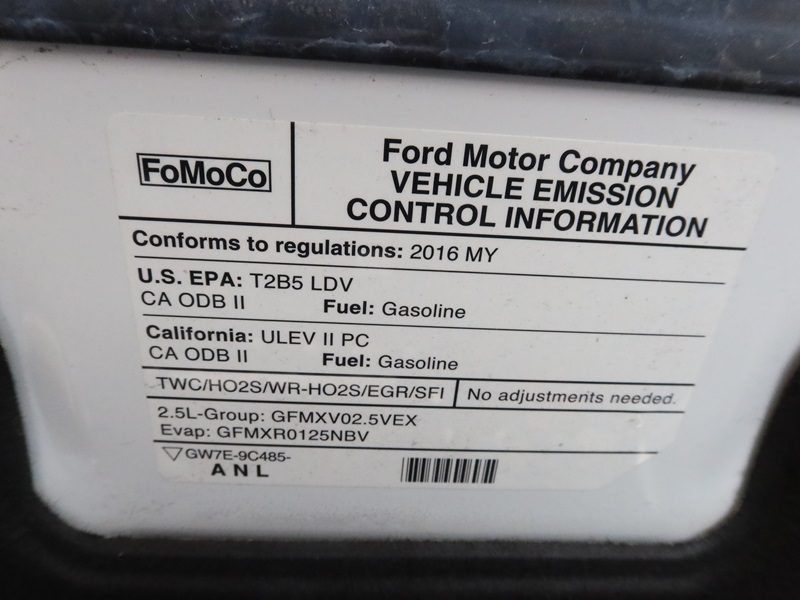 FoMoCo
Ford Motor Company
VEHICLE EMISSION
CONTROL INFORMATION
Conforms to regulations: 2016 MY
U.S. EPA: T2B5 LDV
CA ODB II Fuel: Gasoline
California: ULEV II PC
CA ODB II Fuel: Gasoline
TWC/HO2S/WR-HO2S/EGR/SFI No adjustments needed.
2.5L-Group: GFMXV02.5VEX
Evap: GFMXR0125NBV
GW7E-9C485-
A N L